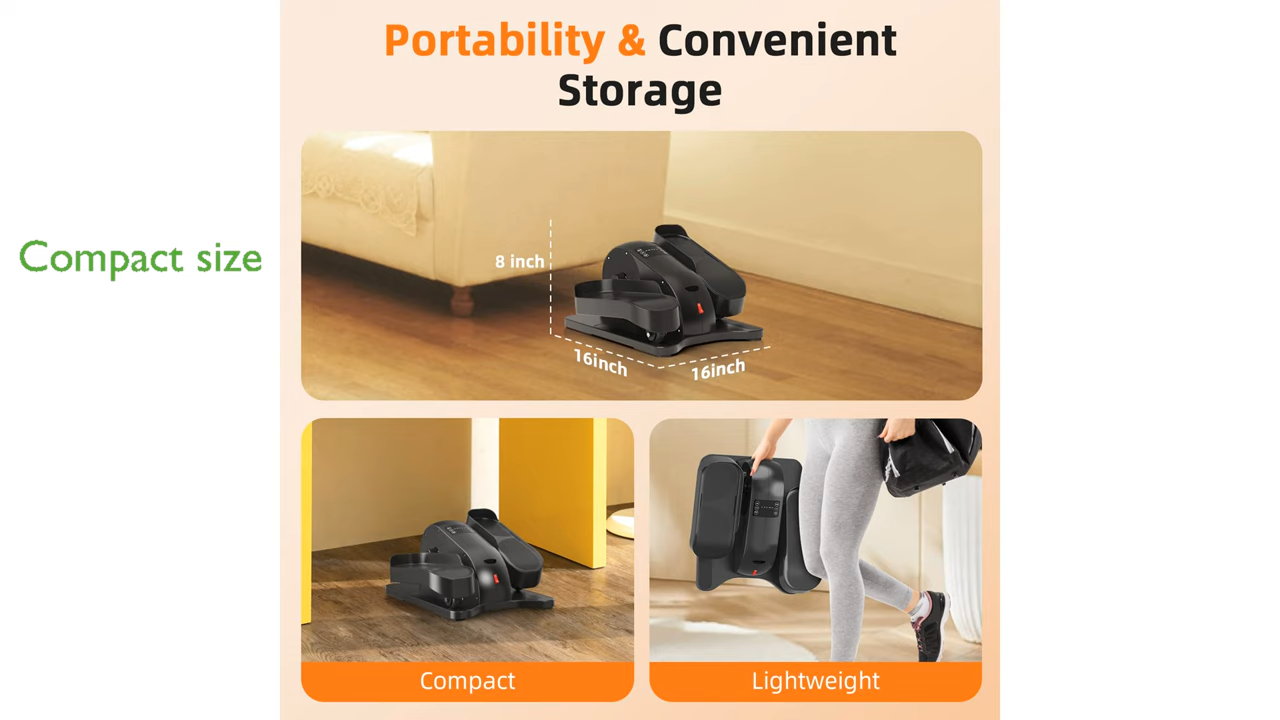 Portability & Convenient
Storage
Compact size
8 inch
16inch
16inch
Compact
Lightweight